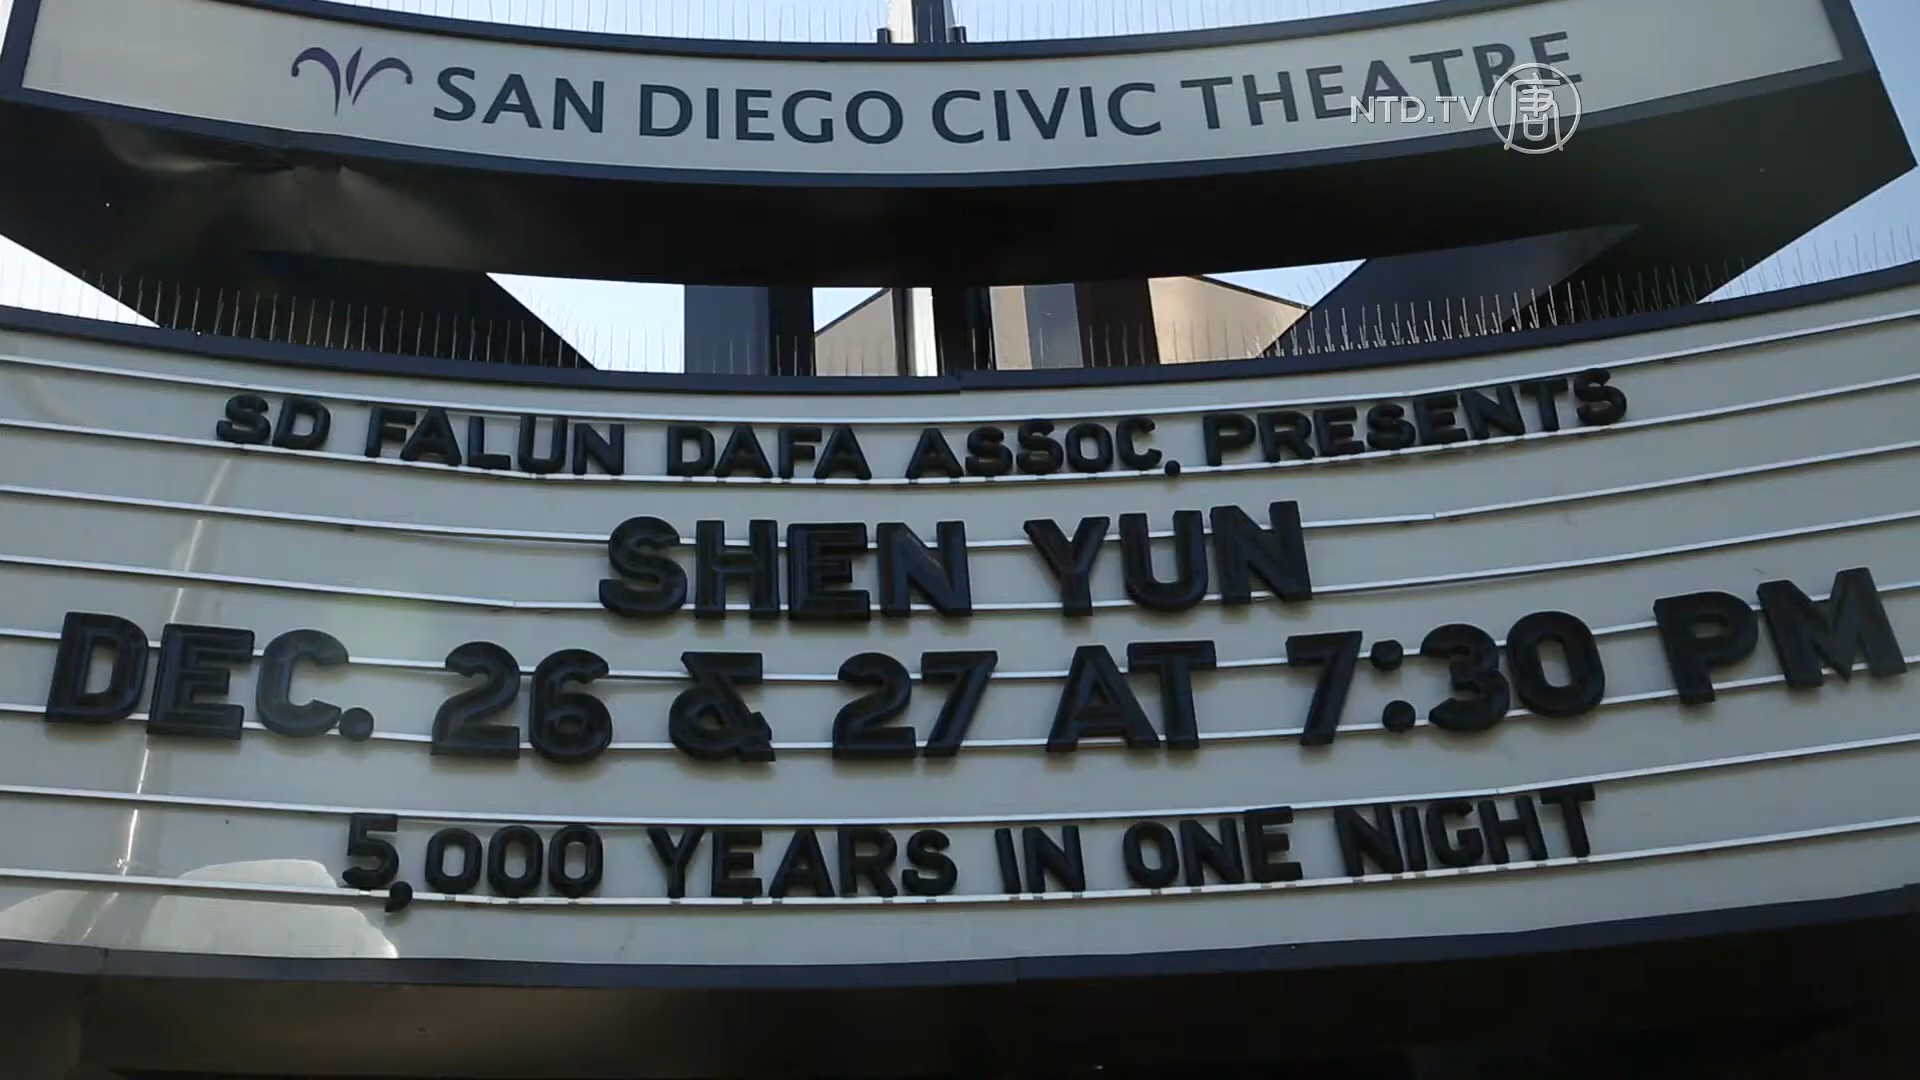 SAN DIEGO CIVIC THEATRE
NTD.TV 唐
SD FALUN DAFA ASSOC. PRESENTS
SHEN YUN
DEC. 26 & 27 AT 7:30 PM
5,000 YEARS IN ONE NIGHT